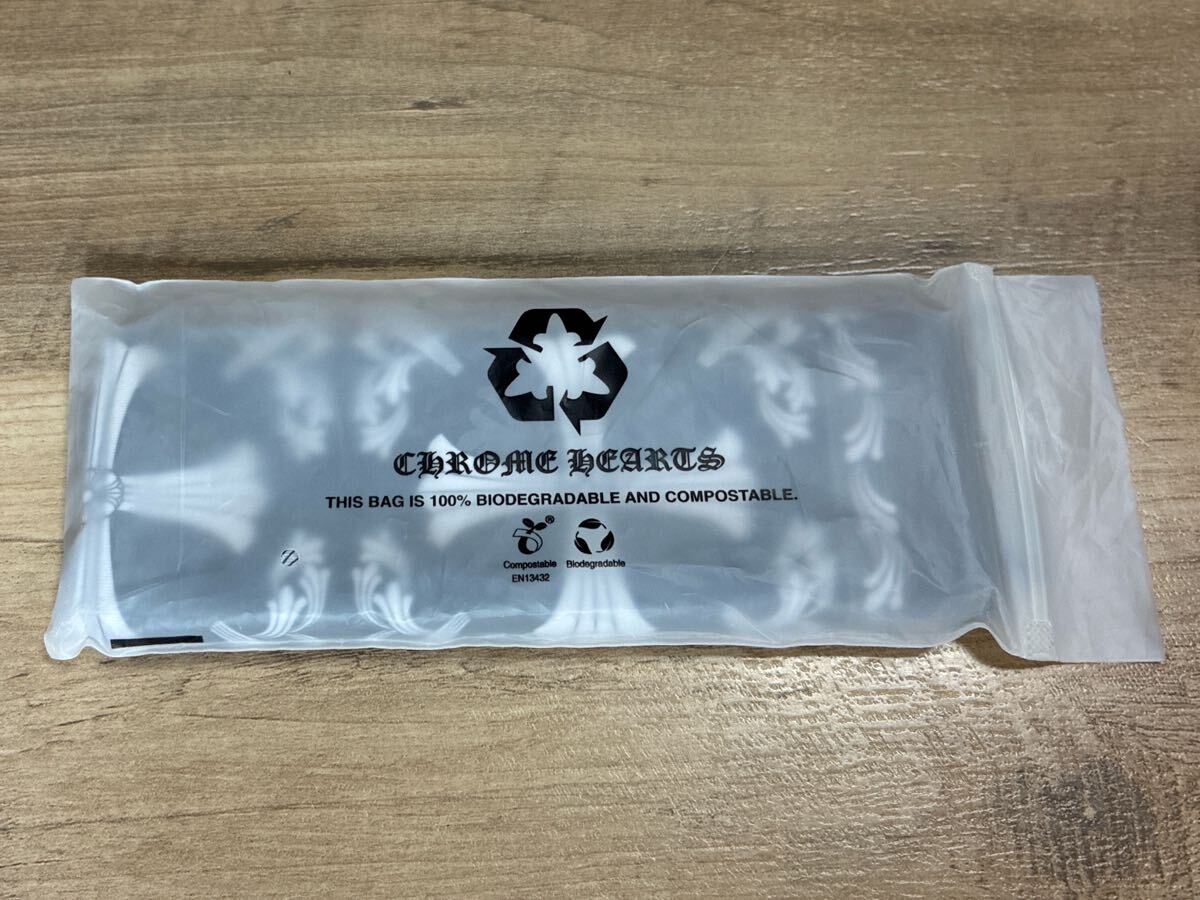 CHROME HEARTS
THIS BAG IS 100% BIODEGRADABLE AND COMPOSTABLE.
®
Compostable Biodegradable
EN13432